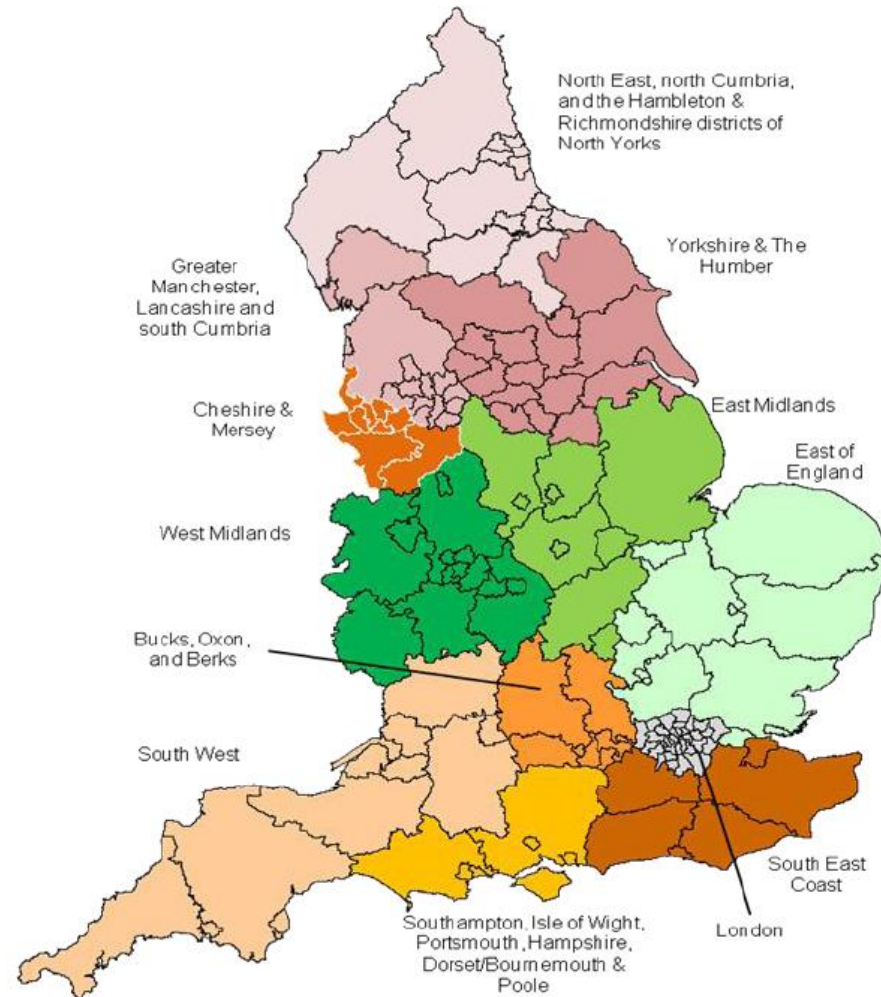 North East, north Cumbria,
and the Hambleton &
Richmondshire districts of
North Yorks
Yorkshire & The
Humber
Greater
Manchester,
Lancashire and
south Cumbria
Cheshire &
Mersey
East Midlands
East of
England
West Midlands
Bucks, Oxon,
and Berks
South West
South East
Coast
London
Southampton, Isle of Wight,
Portsmouth, Hampshire,
Dorset/Bournemouth &
Poole